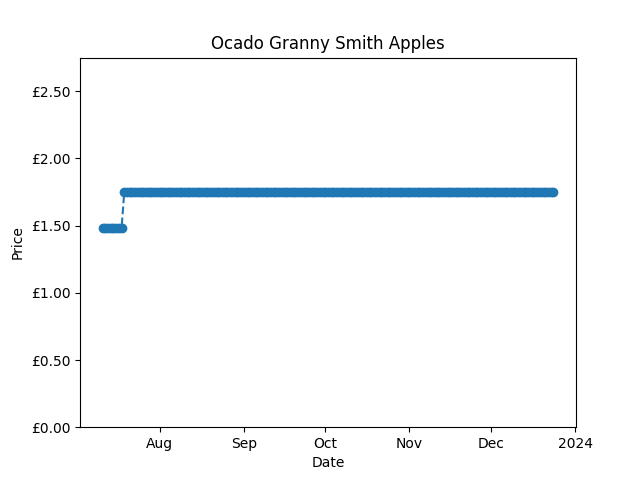 Ocado Granny Smith Apples
£2.50
£2.00
£1.50
£1.00
£0.50
£0.00
Price
Aug Sep Oct Nov Dec 2024
Date